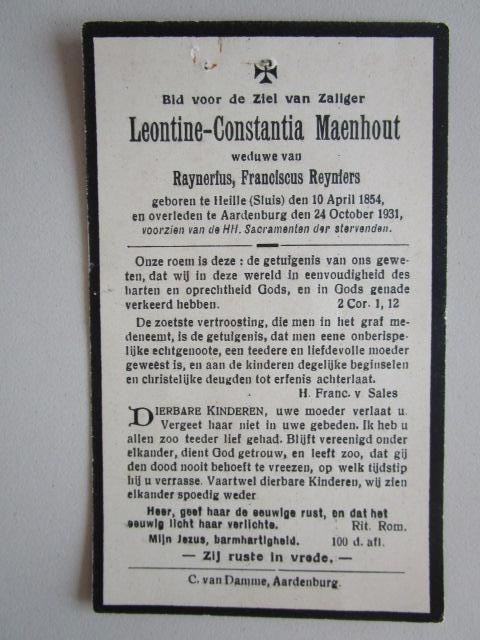 Bid voor de Ziel van Zaliger
Leontine-Constantia Maenhout
weduwe van
Raynerius, Franciscus Reyniers
geboren te Heille (Sluis) den 10 April 1854,
en overleden te Aardenburg den 24 October 1931,
voorzien van de HH. Sacramenten der stervenden.
Onze roem is deze : de getuigenis van ons gewe-
ten, dat wij in deze wereld in eenvoudigheid des
harten en oprechtheid Gods, en in Gods genade
verkeerd hebben. 2 Cor. 1, 12
De zoetste vertroosting, die men in het graf me-
deneemt, is de getuigenis, dat men eene onberispe-
lijke echtgenoote, een teedere en liefdevolle moeder
geweest is, en aan de kinderen degelijke beginselen
en christelijke deugden tot erfenis achterlaat.
H. Franc. v Sales
DIERBARE KINDEREN, uwe moeder verlaat u.
Vergeet haar niet in uwe gebeden. Ik heb u
allen zoo teeder lief gehad. Blijft vereenigd onder
elkander, dient God getrouw, en leeft zoo, dat gij
den dood nooit behoeft te vreezen, op welk tijdstip
hij u verrasse. Vaartwel dierbare Kinderen, wij zien
elkander spoedig weder
Heer, geef haar de eeuwige rust, en dat het
eeuwig licht haar verlichte. Rit. Rom.
Mijn Jezus, barmhartigheid. 100 d. afl.
— Zij ruste in vrede. —
C. van Damme, Aardenburg.